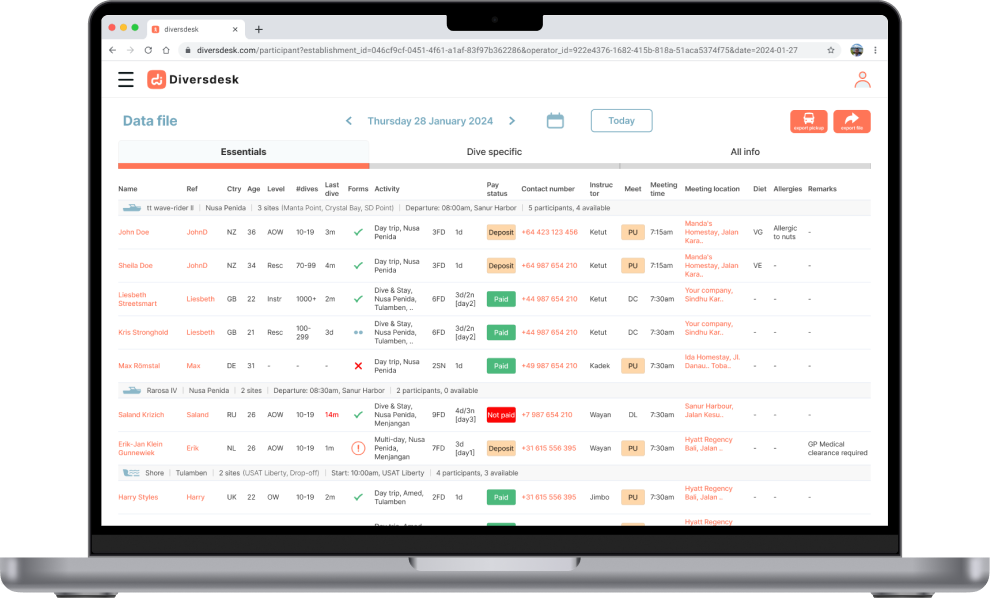 diversdesk
diversdesk.com/participant?establishment_id=046cf9cf-0451-4f61-a1af-83f97b362286&operator_id=922e4376-1682-415b-818a-51aca5374f75&date=2024-01-27
Diversdesk
Data file
Thursday 28 January 2024
Today
export pickup
export file
Essentials
Dive specific
All info
Name Ref Ctry Age Level #dives Last dive Forms Activity Pay status Contact number Instruc tor Meet Meeting time Meeting location Diet Allergies Remarks
tt wave-rider II | Nusa Penida | 3 sites (Manta Point, Crystal Bay, SD Point) | Departure: 08:00am, Sanur Harbor | 5 participants, 4 available
John Doe JohnD NZ 36 AOW 10-19 3m Day trip, Nusa Penida 3FD 1d Deposit +64 423 123 456 Ketut PU 7:15am Manda's Homestay, Jalan Kara.. VG Allergic to nuts -
Sheila Doe JohnD NZ 34 Resc 70-99 4m Day trip, Nusa Penida 3FD 1d Deposit +64 987 654 210 Ketut PU 7:15am Manda's Homestay, Jalan Kara.. VE - -
Liesbeth Streetsmart Liesbeth GB 22 Instr 1000+ 2m Dive & Stay, Nusa Penida, Tulamben, .. 6FD 3d/2n [day2] Paid +44 987 654 210 Ketut DC 7:30am Your company, Sindhu Kar.. - - -
Kris Stronghold Liesbeth GB 21 Resc 100-299 3d Dive & Stay, Nusa Penida, Tulamben, .. 6FD 3d/2n [day2] Paid +44 987 654 210 Ketut DC 7:30am Your company, Sindhu Kar.. - - -
Max Römstal Max DE 31 - - - Day trip, Nusa Penida 2SN 1d Paid +49 987 654 210 Kadek PU 7:30am Ida Homestay, Jl. Danau.. Toba.. - - -
Rarosa IV | Nusa Penida | 2 sites | Departure: 08:30am, Sanur Harbor | 2 participants, 0 available
Saland Krizich Saland RU 26 AOW 10-19 14m Dive & Stay, Nusa Penida, Menjangan 9FD 4d/3n [day3] Not paid +7 987 654 210 Wayan DL 7:30am Sanur Harbour, Jalan Kesu.. - - -
Erik-Jan Klein Gunnewiek Erik NL 26 AOW 10-19 1m Multi-day, Nusa Penida, Menjangan 7FD 3d [day1] Deposit +31 615 556 395 Wayan PU 7:30am Hyatt Regency Bali, Jalan .. - - GP Medical clearance required
Shore | Tulamben | 2 sites (USAT Liberty, Drop-off) | Start: 10:00am, USAT Liberty | 4 participants, 3 available
Harry Styles Harry UK 22 OW 10-19 2m Day trip, Amed, Tulamben 2FD 1d Paid +31 615 556 395 Jimbo PU 7:30am Hyatt Regency Bali, Jalan .. - - -
Hyatt Regency